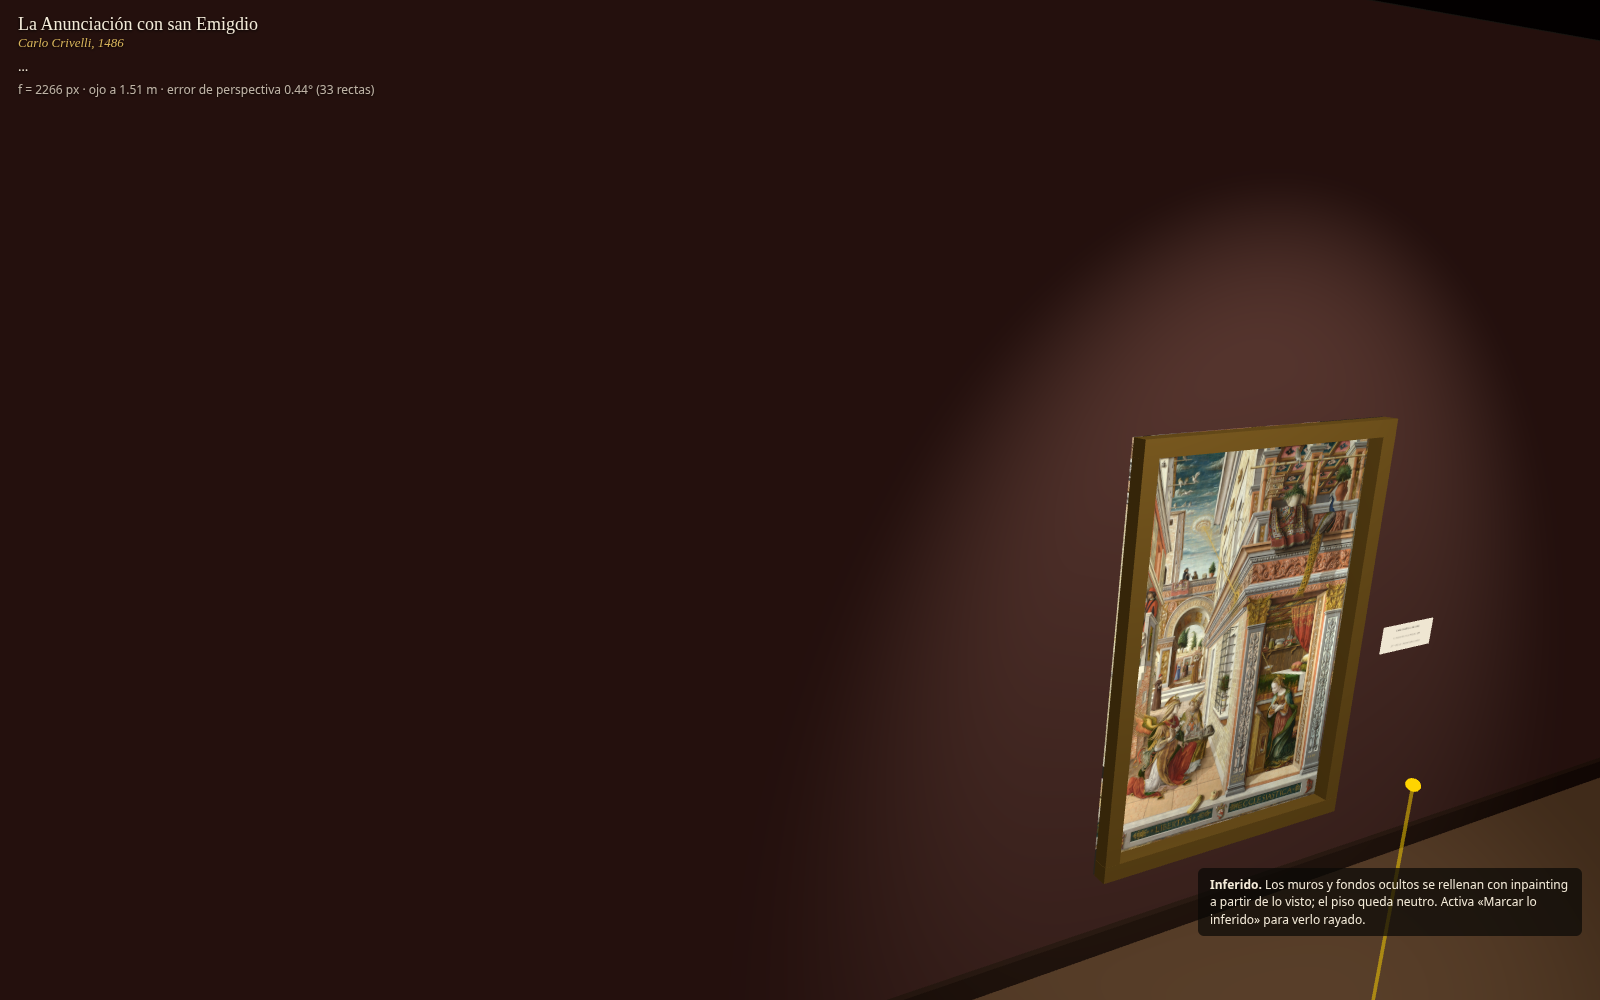 La Anunciación con san Emigdio
Carlo Crivelli, 1486
...
f = 2266 px · ojo a 1.51 m · error de perspectiva 0.44° (33 rectas)
Inferido. Los muros y fondos ocultos se rellenan con inpainting
a partir de lo visto; el piso queda neutro. Activa «Marcar lo
inferido» para verlo rayado.